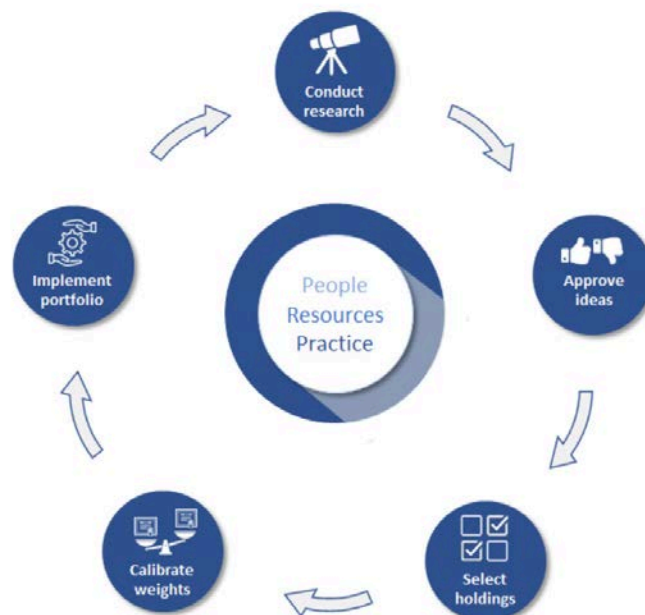 Conduct
research
Approve
ideas
Select
holdings
Calibrate
weights
Implement
portfolio
People
Resources
Practice